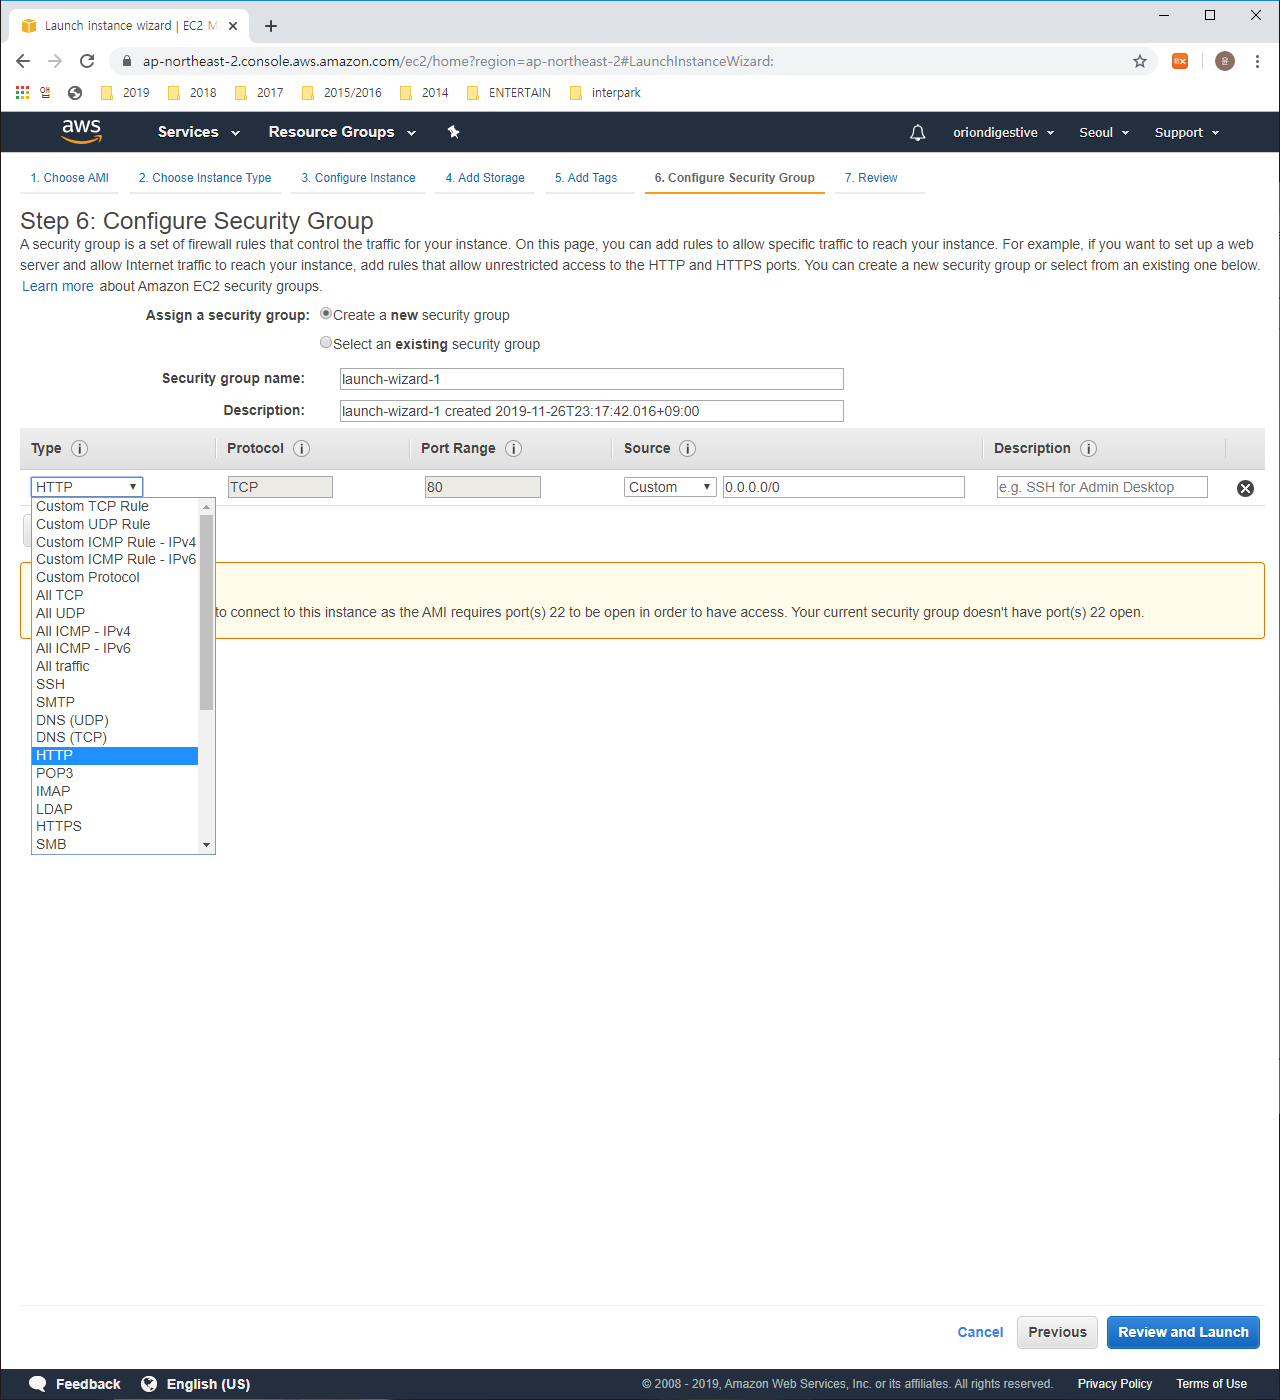 Launch instance wizard | EC2 M
ap-northeast-2.console.aws.amazon.com/ec2/home?region=ap-northeast-2#LaunchInstanceWizard:
앱 2019 2018 2017 2015/2016 2014 ENTERTAIN interpark
aws Services Resource Groups oriondigestive Seoul Support
1. Choose AMI 2. Choose Instance Type 3. Configure Instance 4. Add Storage 5. Add Tags 6. Configure Security Group 7. Review
Step 6: Configure Security Group
A security group is a set of firewall rules that control the traffic for your instance. On this page, you can add rules to allow specific traffic to reach your instance. For example, if you want to set up a web
server and allow Internet traffic to reach your instance, add rules that allow unrestricted access to the HTTP and HTTPS ports. You can create a new security group or select from an existing one below.
Learn more about Amazon EC2 security groups.
Assign a security group: Create a new security group
Select an existing security group
Security group name: launch-wizard-1
Description: launch-wizard-1 created 2019-11-26T23:17:42.016+09:00
Type i Protocol i Port Range i Source i Description i
HTTP TCP 80 Custom 0.0.0.0/0 e.g. SSH for Admin Desktop
Custom TCP Rule
Custom UDP Rule
Custom ICMP Rule - IPv4
Custom ICMP Rule - IPv6
Custom Protocol
All TCP
All UDP
to connect to this instance as the AMI requires port(s) 22 to be open in order to have access. Your current security group doesn't have port(s) 22 open.
All ICMP - IPv4
All ICMP - IPv6
All traffic
SSH
SMTP
DNS (UDP)
DNS (TCP)
HTTP
POP3
IMAP
LDAP
HTTPS
SMB
Cancel Previous Review and Launch
Feedback English (US) © 2008 - 2019, Amazon Web Services, Inc. or its affiliates. All rights reserved. Privacy Policy Terms of Use